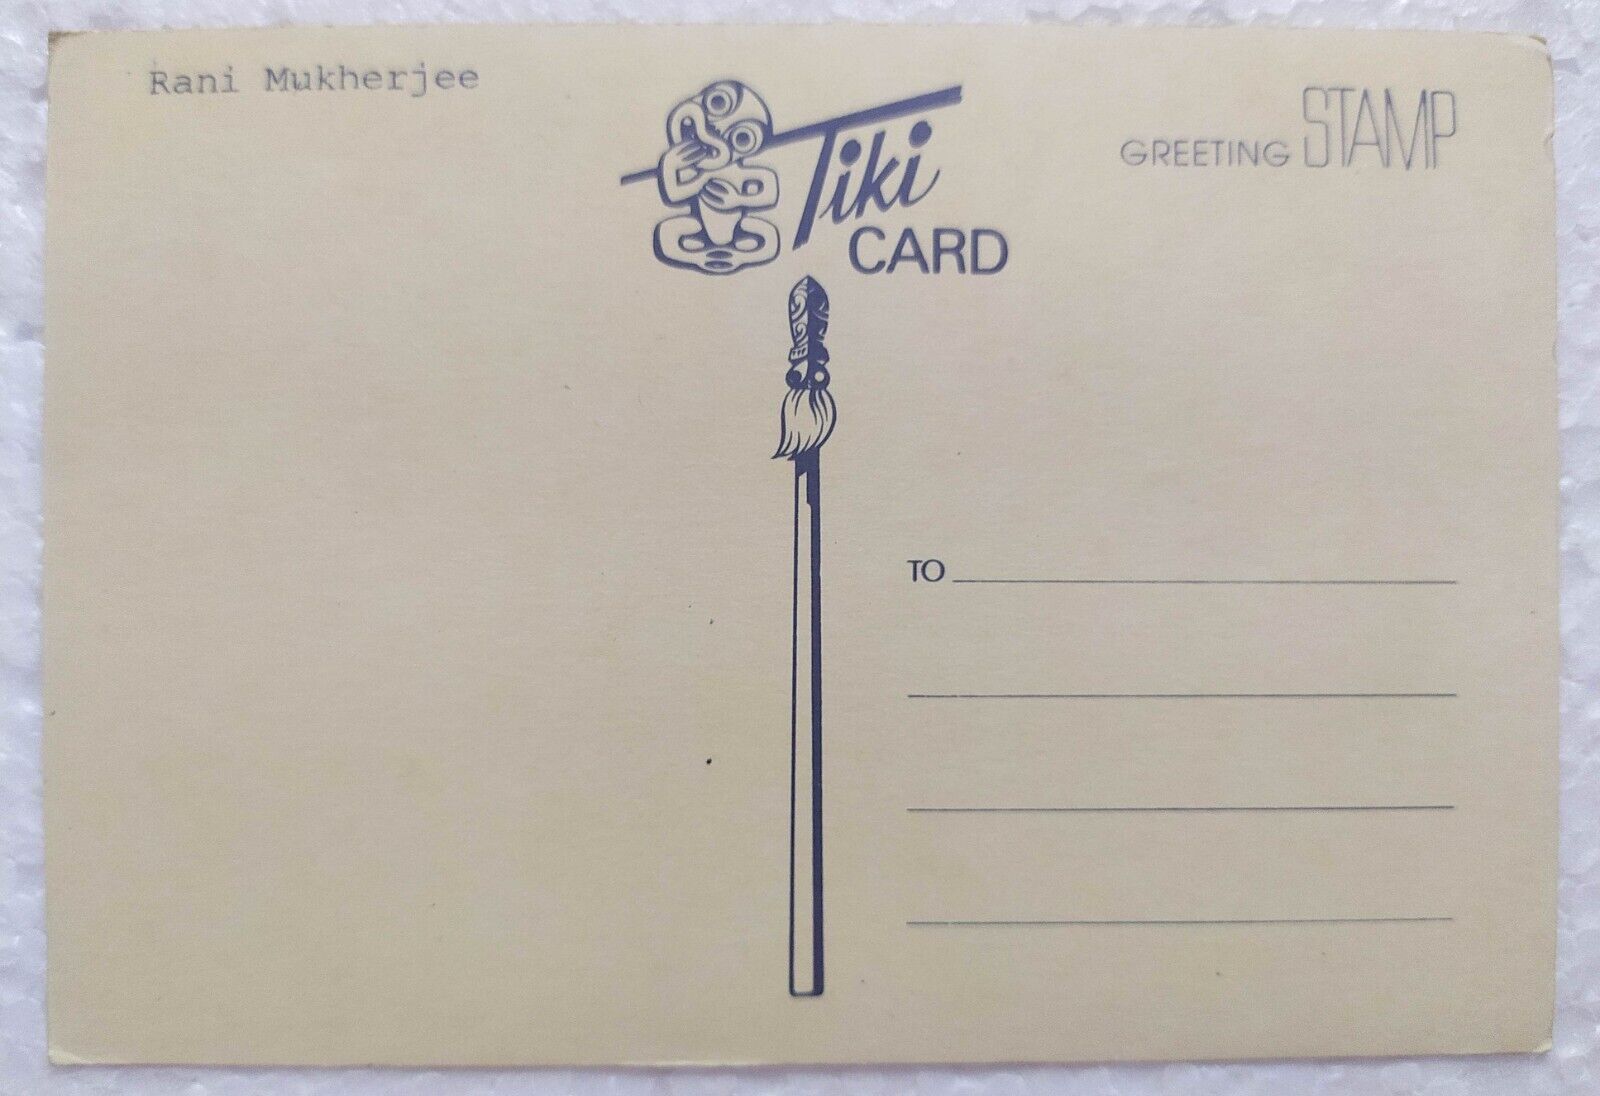 Rani Mukherjee
Tiki
CARD
GREETING STAMP
TO